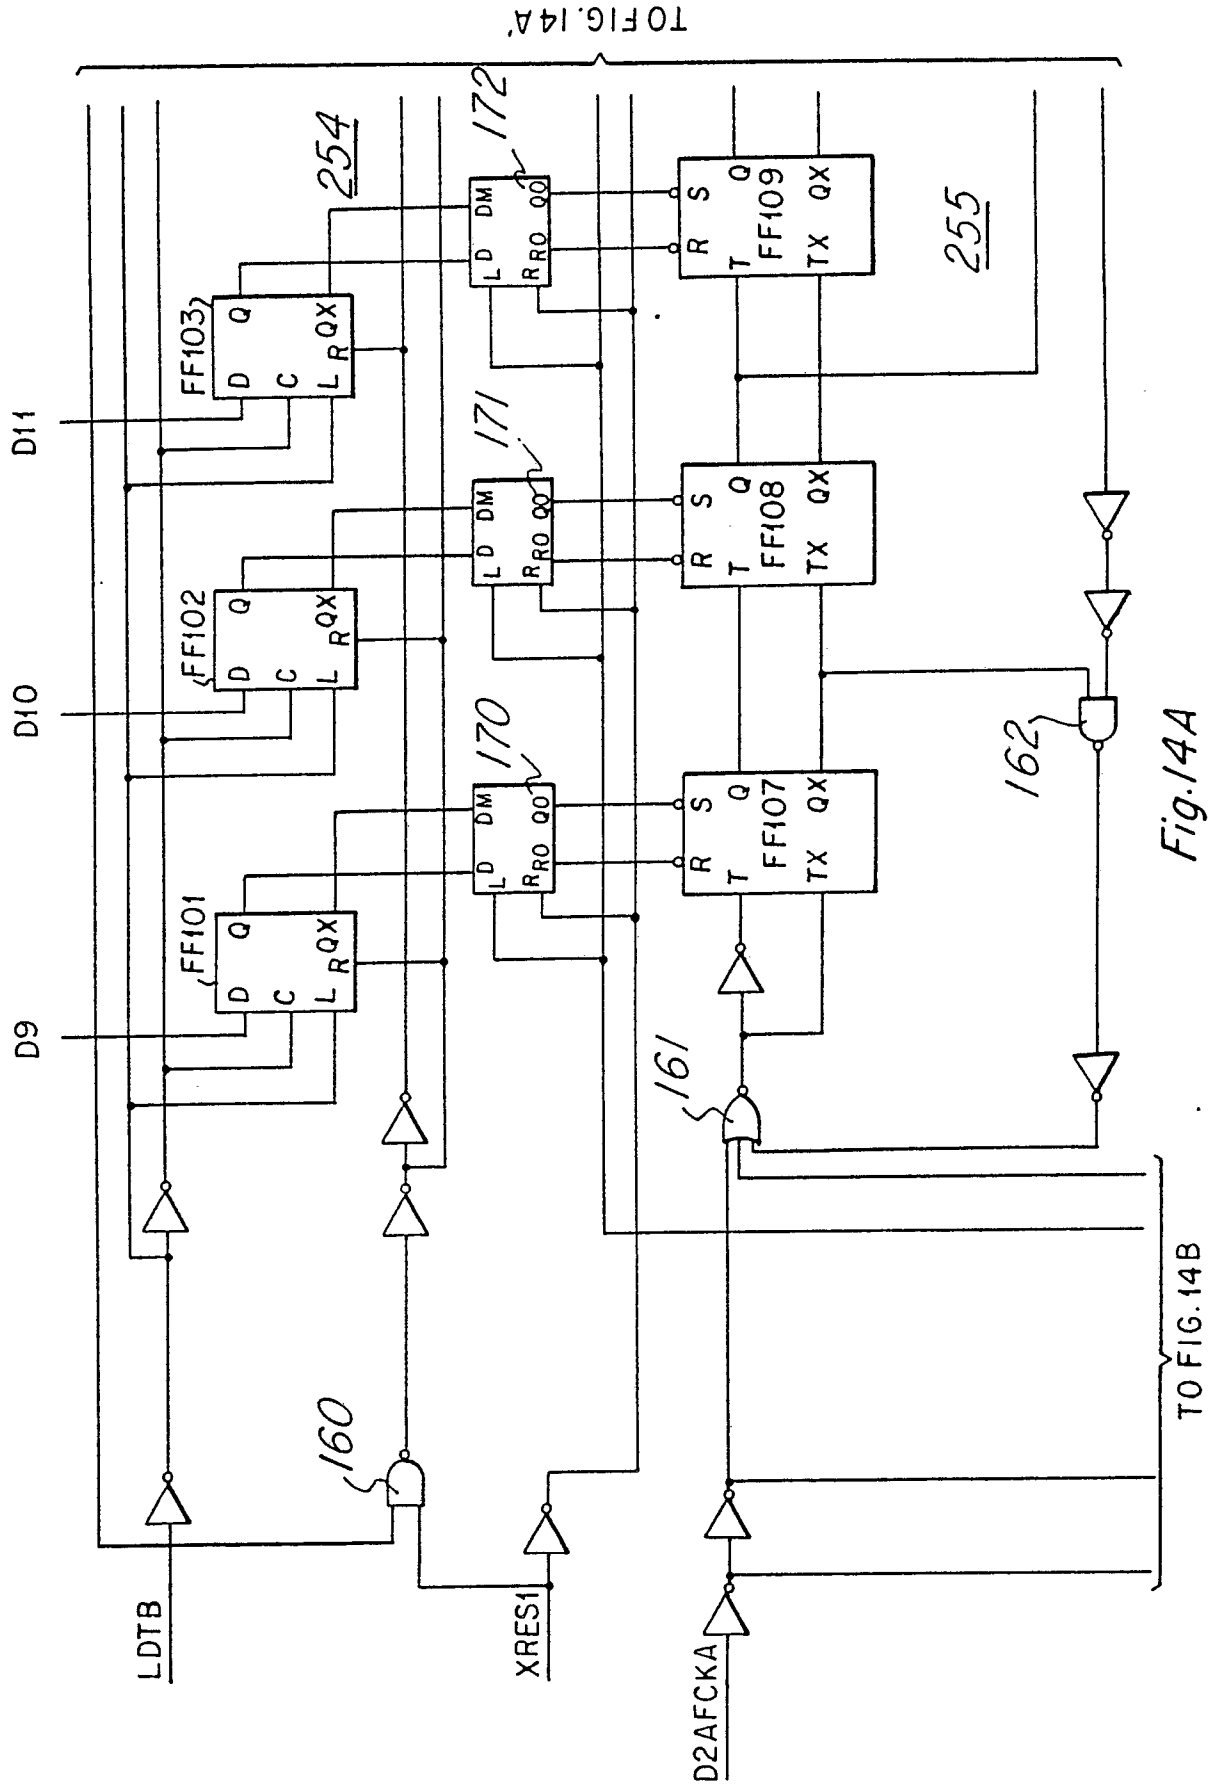 TO FIG. 14A'
D9
D10
D11
FF101
D
Q
C
QX
L
R
FF102
D
Q
C
QX
L
R
FF103
D
Q
C
QX
L
R
254
170
L
D
DM
R
RO
QO
171
L
D
DM
R
RO
QO
172
L
D
DM
R
RO
QO
R
S
T
Q
FF107
TX
QX
R
S
T
Q
FF108
TX
QX
R
S
T
Q
FF109
TX
QX
255
LDTB
160
XRES1
161
D2AFCKA
162
TO FIG. 14B
Fig. 14A